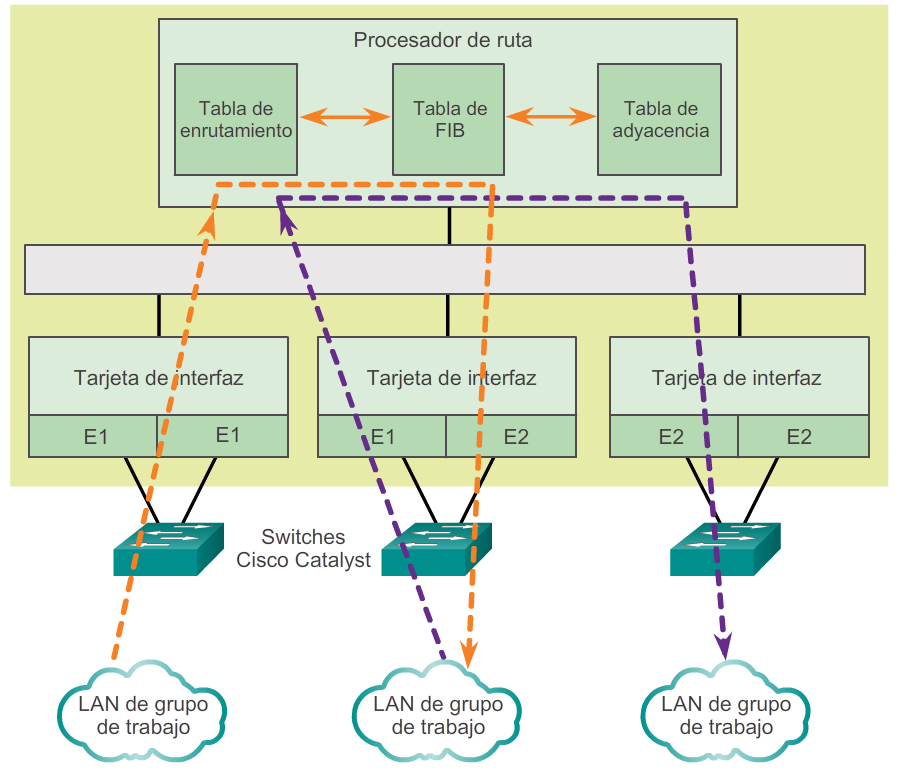 Procesador de ruta
Tabla de
enrutamiento
Tabla de
FIB
Tabla de
adyacencia
Tarjeta de interfaz
Tarjeta de interfaz
Tarjeta de interfaz
E1
E1
E1
E2
E2
E2
Switches
Cisco Catalyst
LAN de grupo
de trabajo
LAN de grupo
de trabajo
LAN de grupo
de trabajo